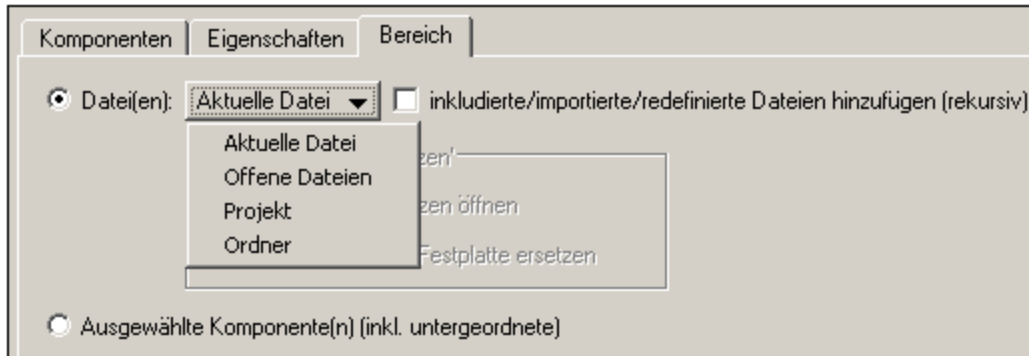 Komponenten Eigenschaften Bereich
Datei(en): Aktuelle Datei inkludierte/importierte/redefinierte Dateien hinzufügen (rekursiv)
Aktuelle Datei
Offene Dateien
Projekt
Ordner
öffnen
Festplatte ersetzen
Ausgewählte Komponente(n) (inkl. untergeordnete)